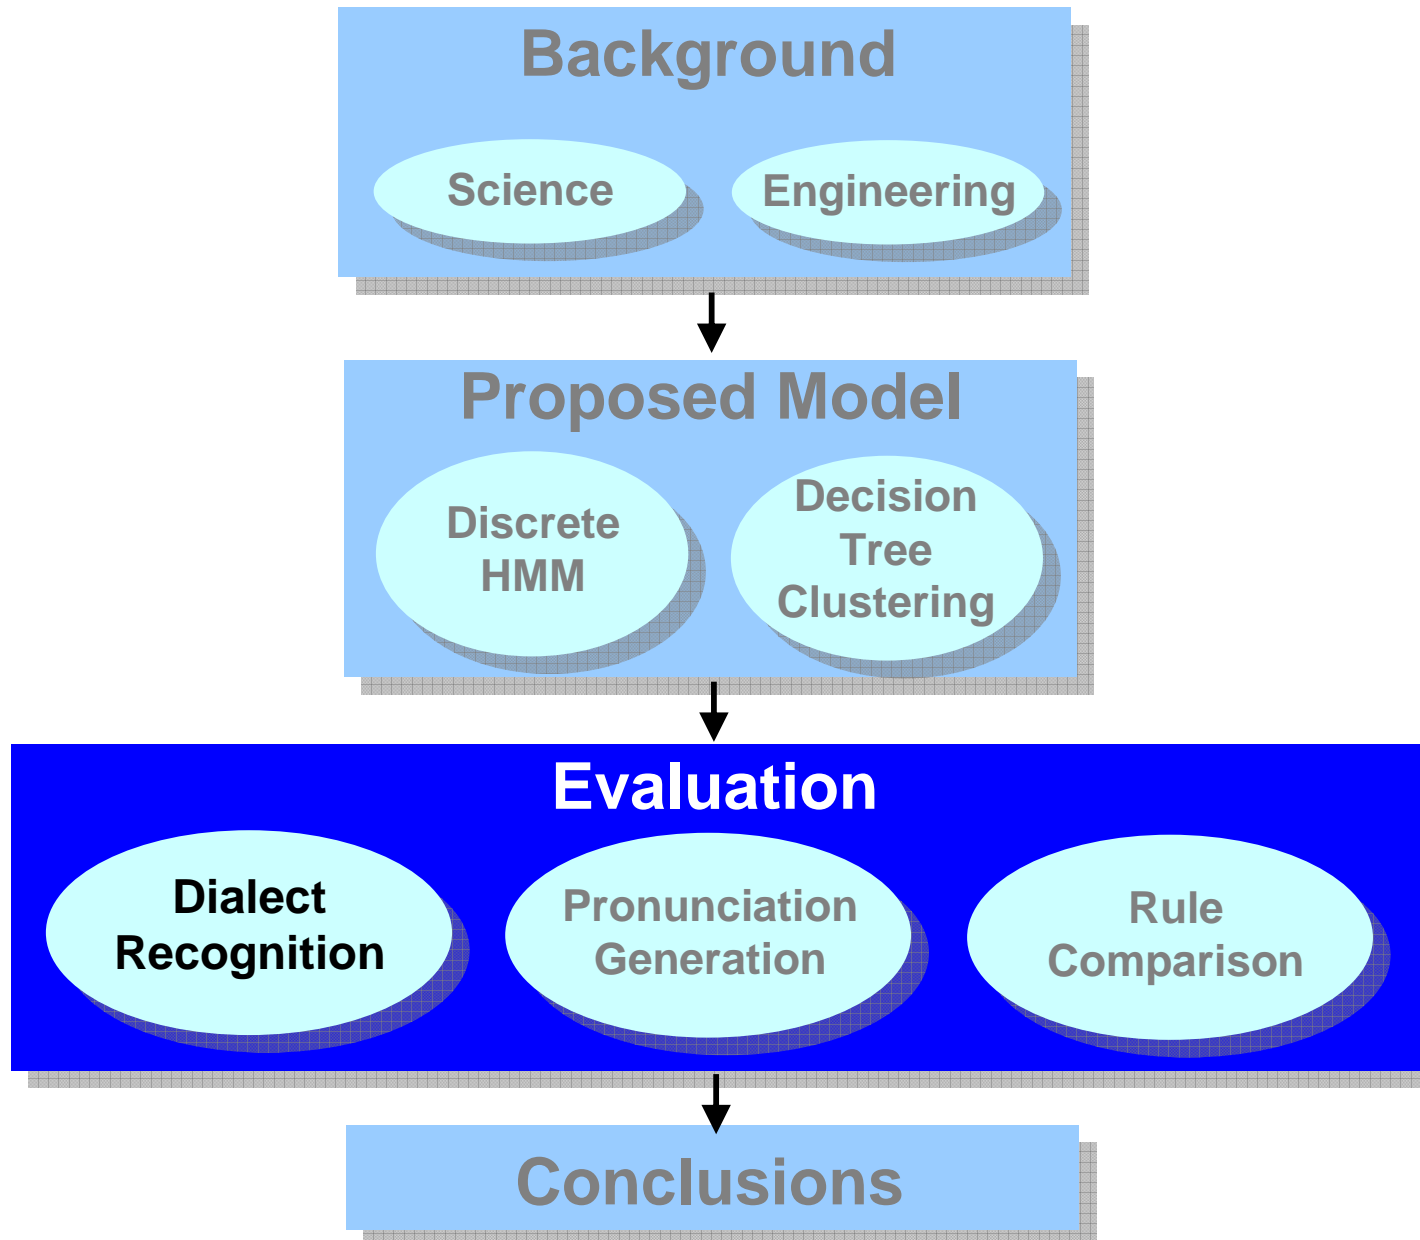 Background
Science
Engineering
Proposed Model
Discrete
HMM
Decision
Tree
Clustering
Evaluation
Dialect
Recognition
Pronunciation
Generation
Rule
Comparison
Conclusions